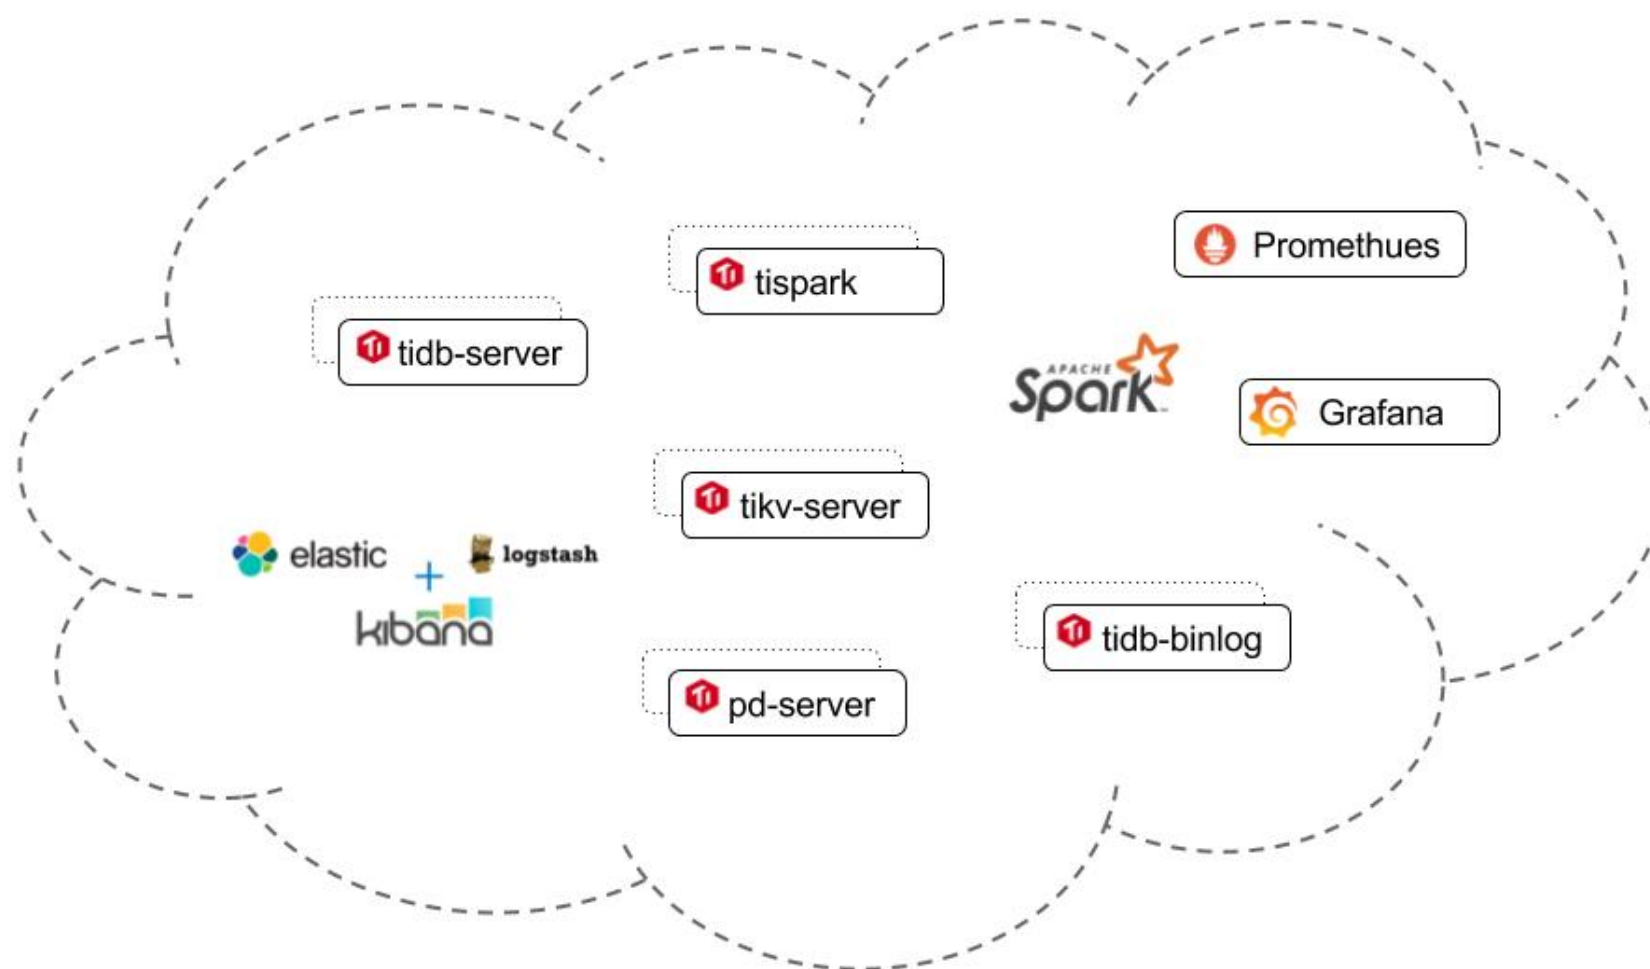 Promethues
tispark
tidb-server
APACHE
Spark
Grafana
tikv-server
elastic
+
logstash
kibana
tidb-binlog
pd-server